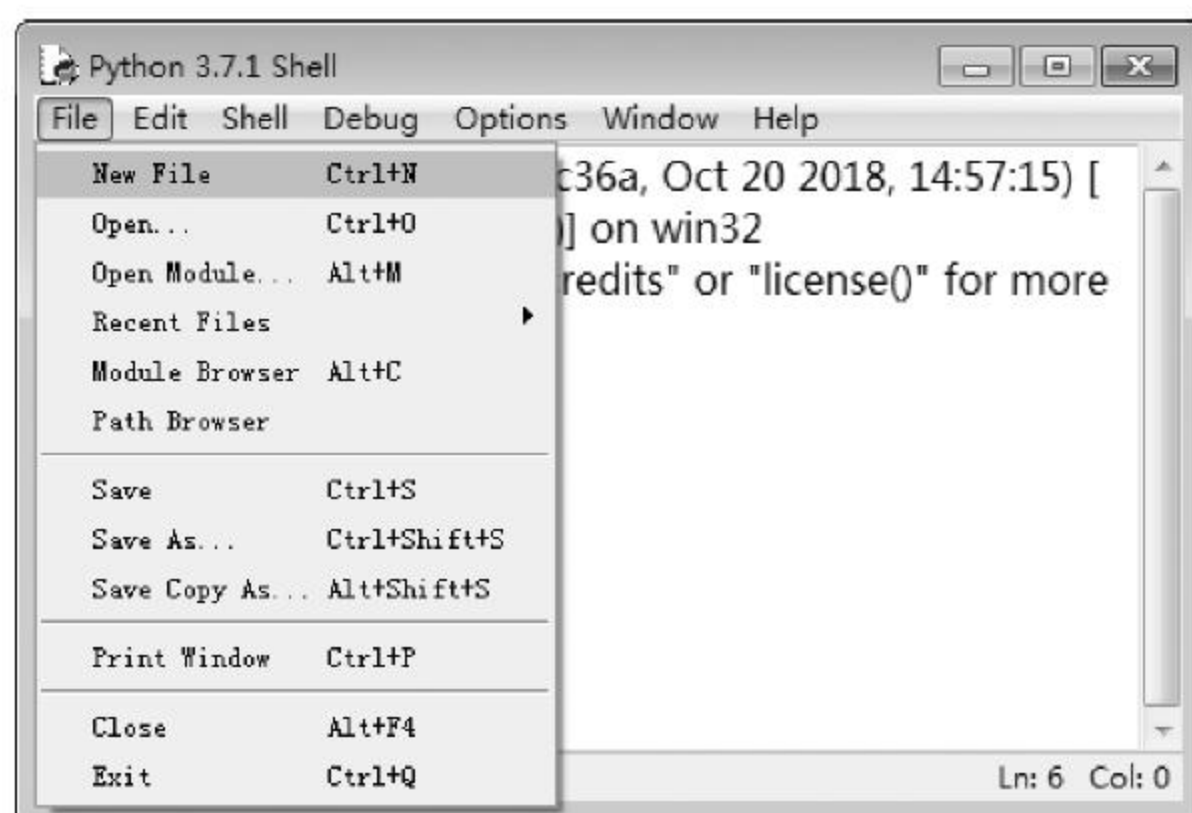 Python 3.7.1 Shell
File Edit Shell Debug Options Window Help
New File Ctrl+N
Open... Ctrl+O
Open Module... Alt+M
Recent Files
Module Browser Alt+C
Path Browser
Save Ctrl+S
Save As... Ctrl+Shift+S
Save Copy As... Alt+Shift+S
Print Window Ctrl+P
Close Alt+F4
Exit Ctrl+Q
c36a, Oct 20 2018, 14:57:15) [
)] on win32
redits" or "license()" for more
Ln: 6 Col: 0